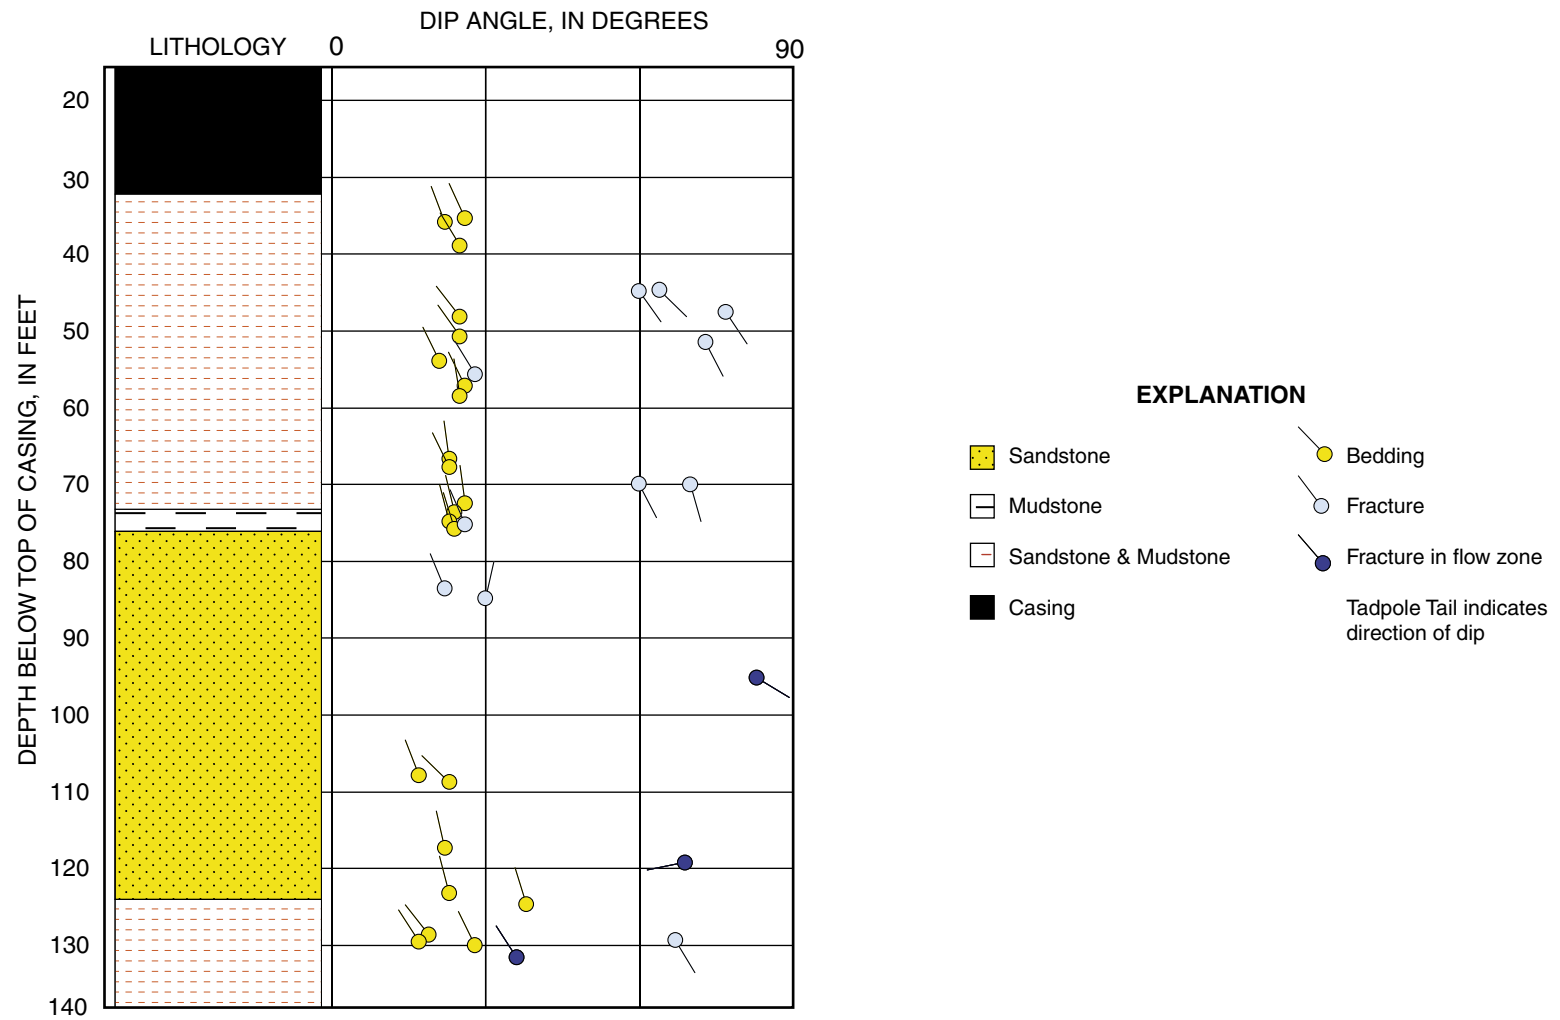 DIP ANGLE, IN DEGREES
LITHOLOGY 0 90
DEPTH BELOW TOP OF CASING, IN FEET
20
30
40
50
60
70
80
90
100
110
120
130
140
EXPLANATION
Sandstone
Mudstone
Sandstone & Mudstone
Casing
Bedding
Fracture
Fracture in flow zone
Tadpole Tail indicates
direction of dip